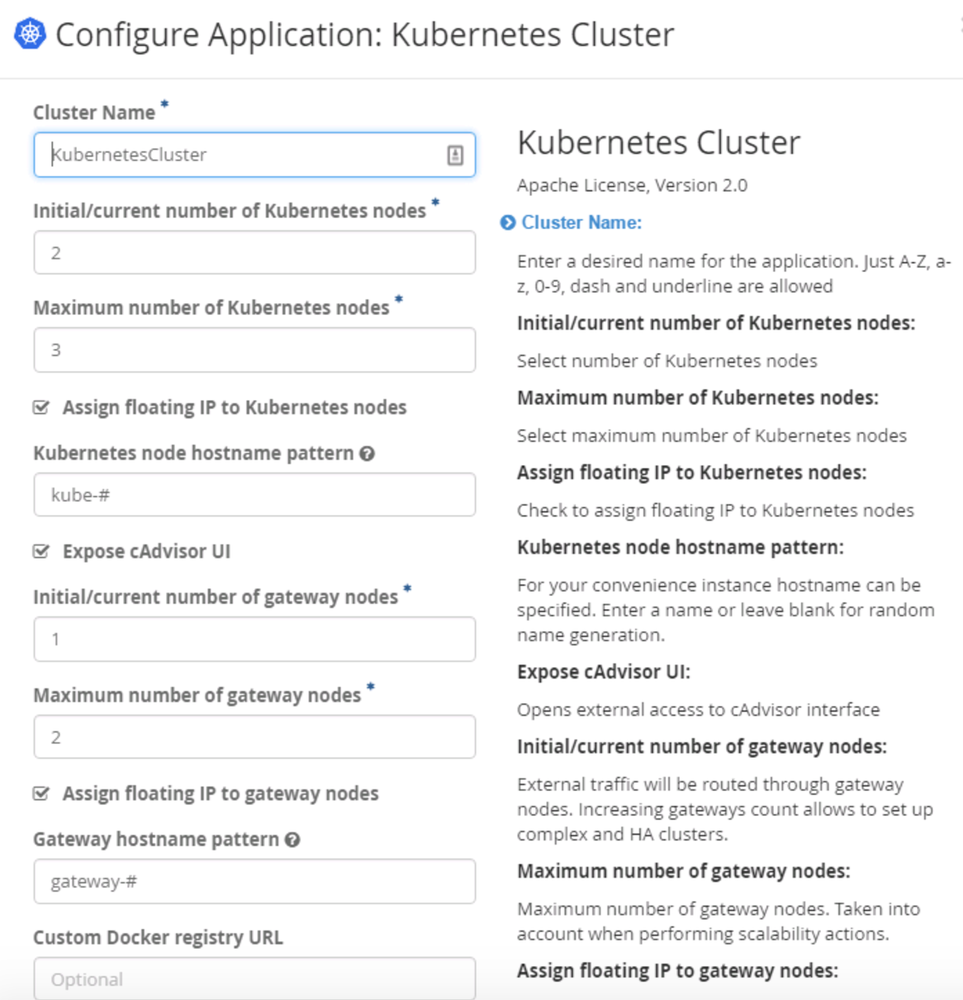 Configure Application: Kubernetes Cluster
Cluster Name *
KubernetesCluster
Initial/current number of Kubernetes nodes *
2
Maximum number of Kubernetes nodes *
3
Assign floating IP to Kubernetes nodes
Kubernetes node hostname pattern
kube-#
Expose cAdvisor UI
Initial/current number of gateway nodes *
1
Maximum number of gateway nodes *
2
Assign floating IP to gateway nodes
Gateway hostname pattern
gateway-#
Custom Docker registry URL
Optional
Kubernetes Cluster
Apache License, Version 2.0
Cluster Name:
Enter a desired name for the application. Just A-Z, a-
z, 0-9, dash and underline are allowed
Initial/current number of Kubernetes nodes:
Select number of Kubernetes nodes
Maximum number of Kubernetes nodes:
Select maximum number of Kubernetes nodes
Assign floating IP to Kubernetes nodes:
Check to assign floating IP to Kubernetes nodes
Kubernetes node hostname pattern:
For your convenience instance hostname can be
specified. Enter a name or leave blank for random
name generation.
Expose cAdvisor UI:
Opens external access to cAdvisor interface
Initial/current number of gateway nodes:
External traffic will be routed through gateway
nodes. Increasing gateways count allows to set up
complex and HA clusters.
Maximum number of gateway nodes:
Maximum number of gateway nodes. Taken into
account when performing scalability actions.
Assign floating IP to gateway nodes: